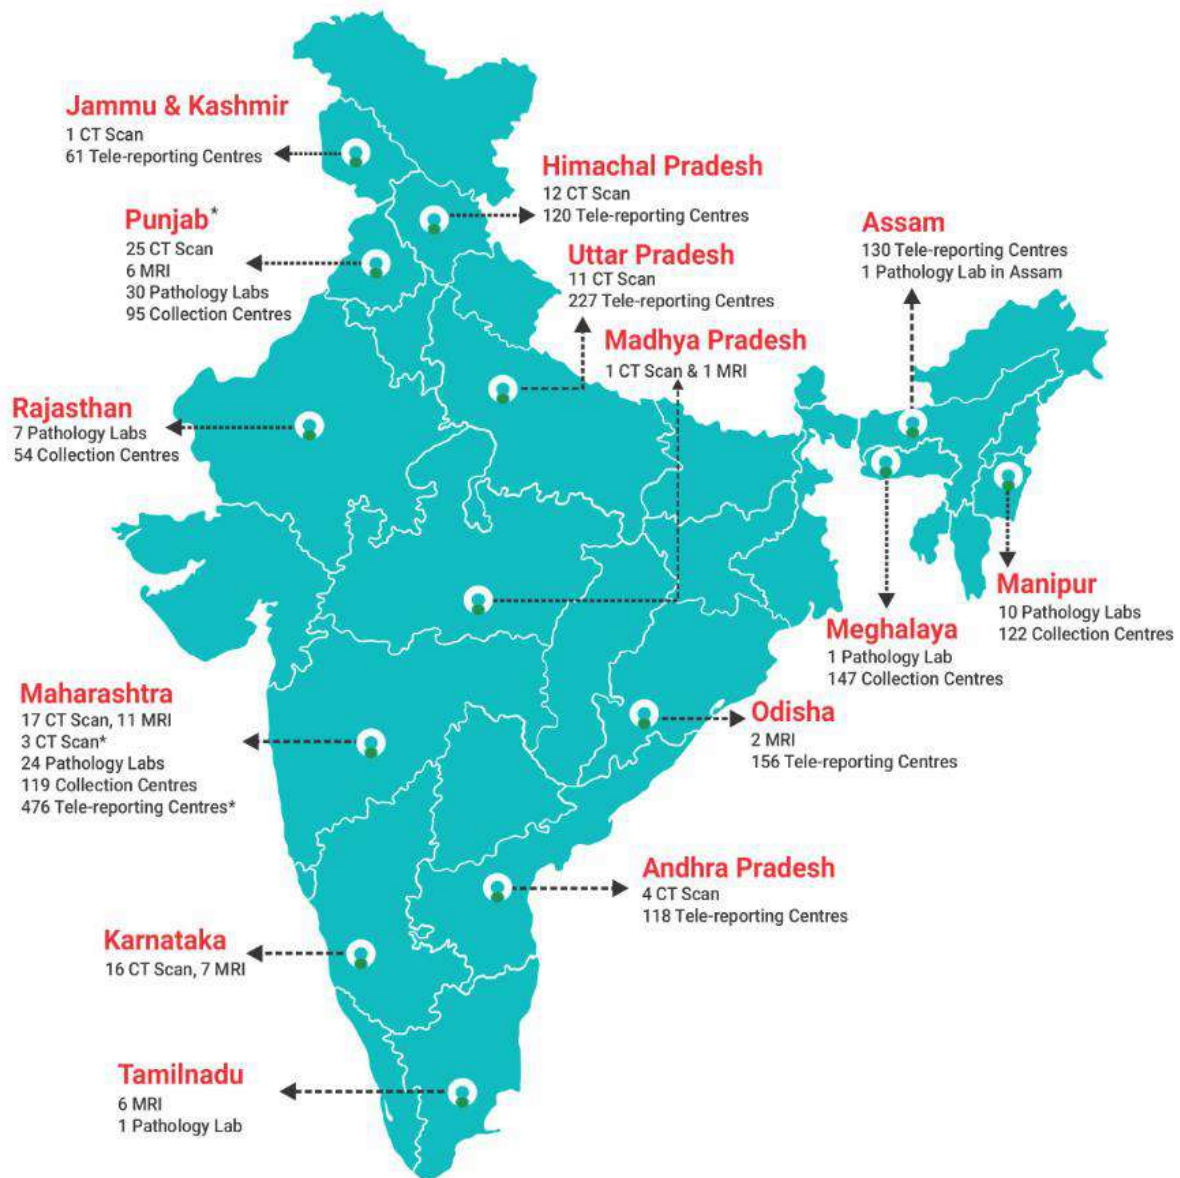 Jammu & Kashmir
1 CT Scan
61 Tele-reporting Centres
Himachal Pradesh
12 CT Scan
120 Tele-reporting Centres
Punjab*
25 CT Scan
6 MRI
30 Pathology Labs
95 Collection Centres
Uttar Pradesh
11 CT Scan
227 Tele-reporting Centres
Assam
130 Tele-reporting Centres
1 Pathology Lab in Assam
Madhya Pradesh
1 CT Scan & 1 MRI
Rajasthan
7 Pathology Labs
54 Collection Centres
Manipur
10 Pathology Labs
122 Collection Centres
Meghalaya
1 Pathology Lab
147 Collection Centres
Maharashtra
17 CT Scan, 11 MRI
3 CT Scan*
24 Pathology Labs
119 Collection Centres
476 Tele-reporting Centres*
Odisha
2 MRI
156 Tele-reporting Centres
Andhra Pradesh
4 CT Scan
118 Tele-reporting Centres
Karnataka
16 CT Scan, 7 MRI
Tamilnadu
6 MRI
1 Pathology Lab